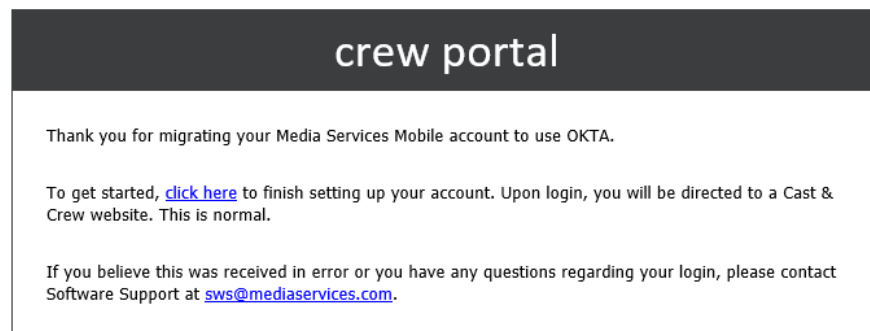 crew portal
Thank you for migrating your Media Services Mobile account to use OKTA.
To get started, click here to finish setting up your account. Upon login, you will be directed to a Cast &
Crew website. This is normal.
If you believe this was received in error or you have any questions regarding your login, please contact
Software Support at sws@mediaservices.com.